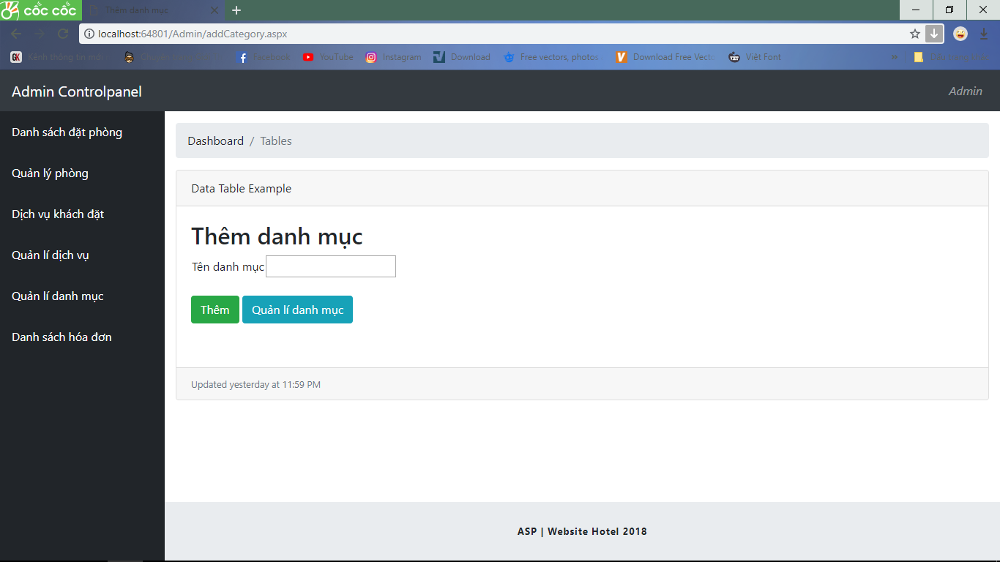 cốc cốc
Thêm danh mục
localhost:64801/Admin/addCategory.aspx
GK Kênh thông tin mới
Facebook
YouTube
Instagram
Download
Free vectors, photos
Download Free Vecto
Việt Font
Admin Controlpanel
Admin
Danh sách đặt phòng
Quản lý phòng
Dịch vụ khách đặt
Quản lí dịch vụ
Quản lí danh mục
Danh sách hóa đơn
Dashboard / Tables
Data Table Example
Thêm danh mục
Tên danh mục
Thêm
Quản lí danh mục
Updated yesterday at 11:59 PM
ASP | Website Hotel 2018